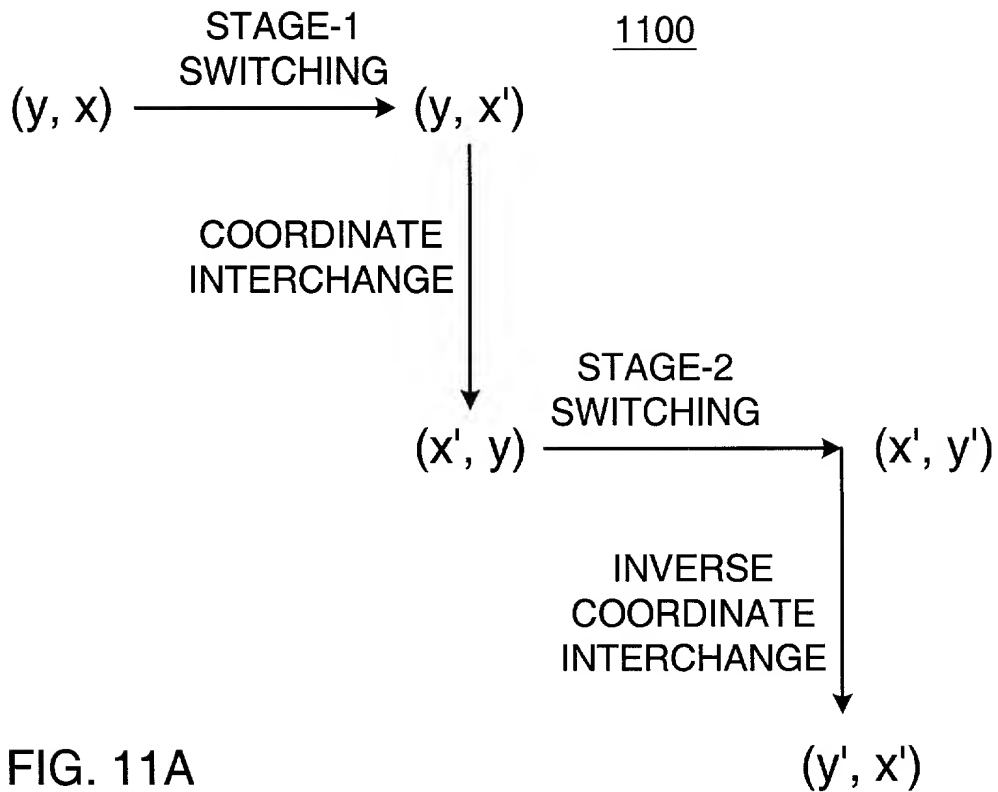 STAGE-1
SWITCHING
1100
(y, x)
(y, x')
COORDINATE
INTERCHANGE
STAGE-2
SWITCHING
(x', y)
(x', y')
INVERSE
COORDINATE
INTERCHANGE
FIG. 11A
(y', x')